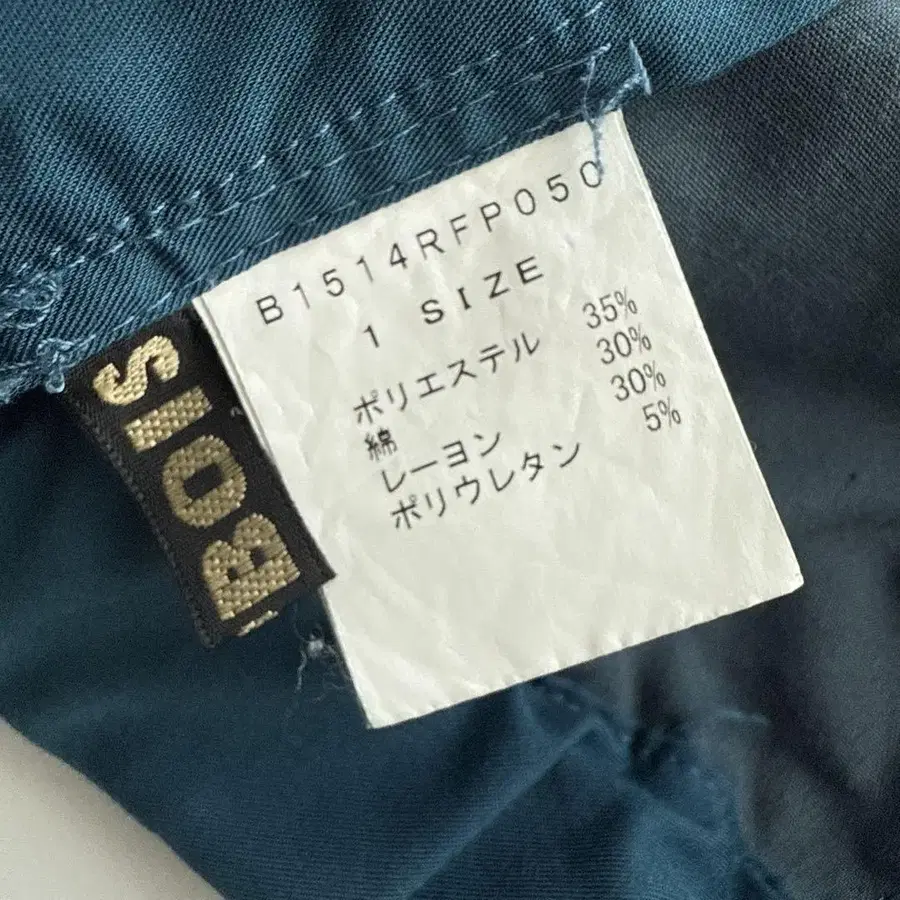 B1514RFP050
1 SIZE
ポリエステル 35%
綿 30%
レーヨン 30%
ポリウレタン 5%
BOIS